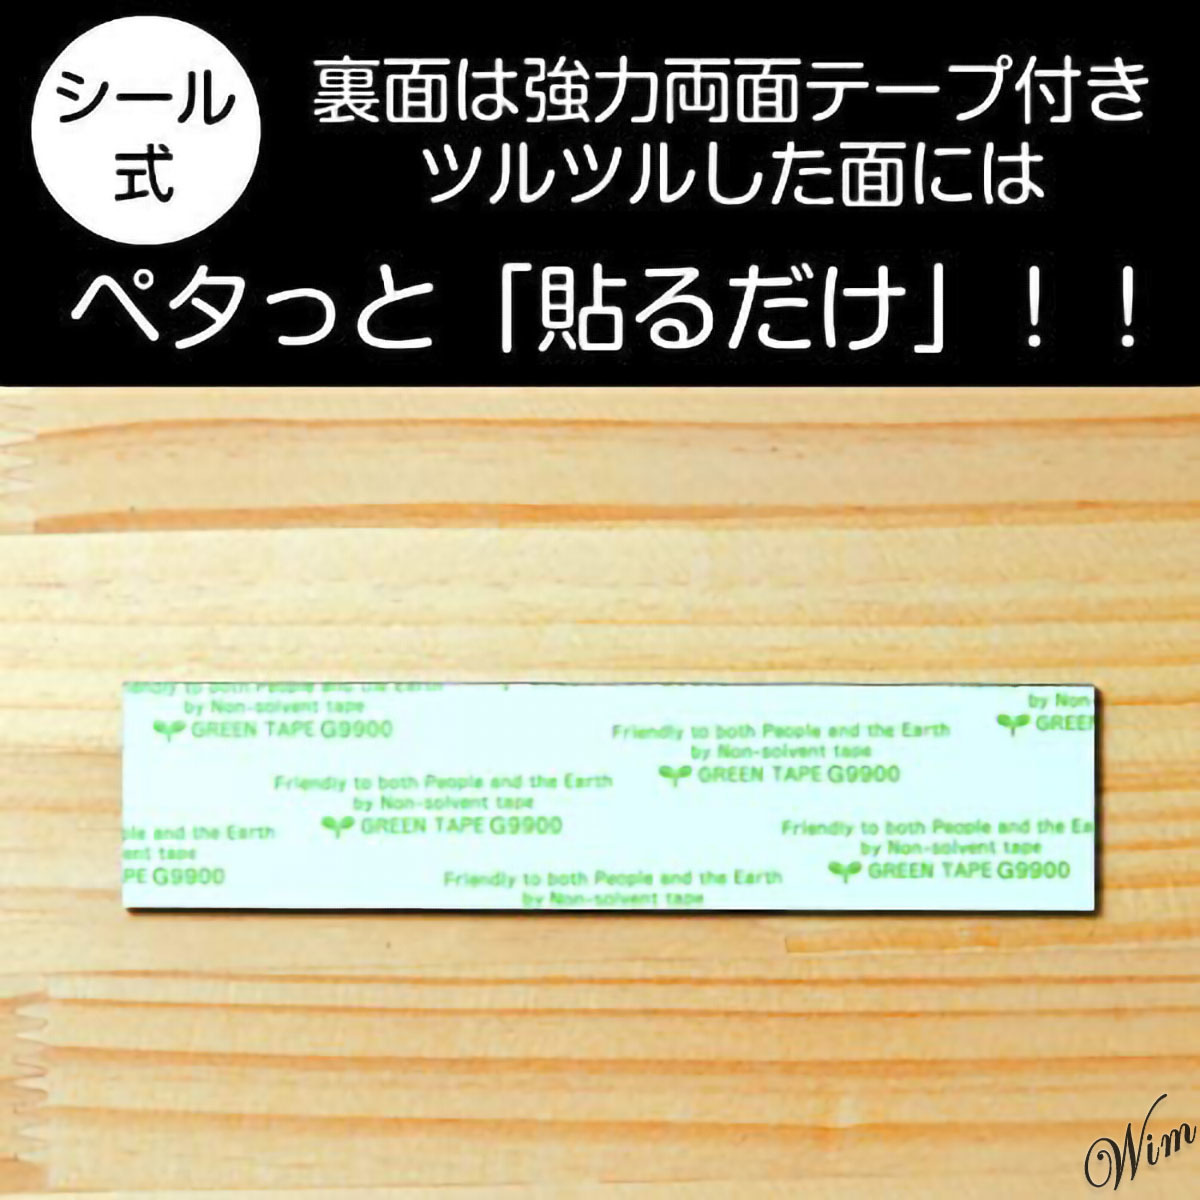 シール
式
裏面は強力両面テープ付き
ツルツルした面には
ペタっと「貼るだけ」！！
by Non-solvent tape
GREEN TAPE G9900
by Non
GREEN
Friendly to both People and the Earth
by Non-solvent tape
GREEN TAPE G9900
Friendly to both People and the Earth
by Non-solvent tape
GREEN TAPE G9900
and the Earth
tape
G9900
Friendly to both People and the
by Non-solvent tape
GREEN TAPE G9900
Friendly to both People and the Earth
by Non-solvent tape
Wim